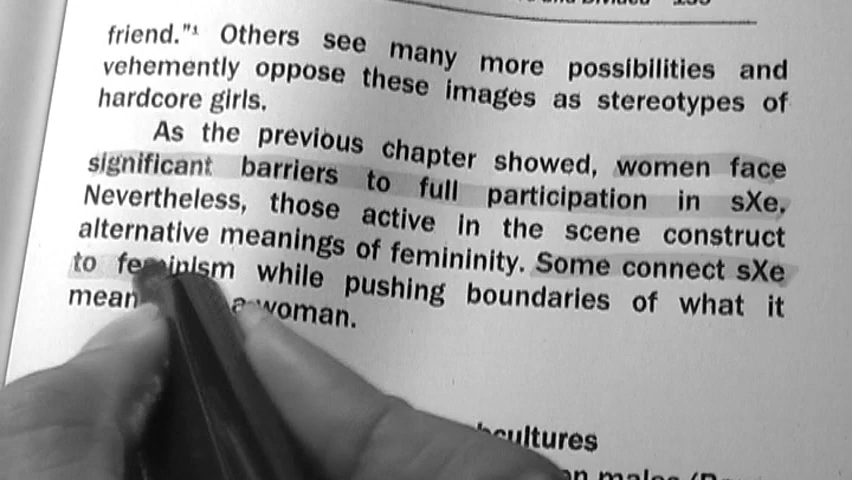 friend."¹ Others see many more possibilities and
vehemently oppose these images as stereotypes of
hardcore girls.
As the previous chapter showed, women face
significant barriers to full participation in sXe.
Nevertheless, those active in the scene construct
alternative meanings of femininity. Some connect sXe
to feminism while pushing boundaries of what it
mean a woman.